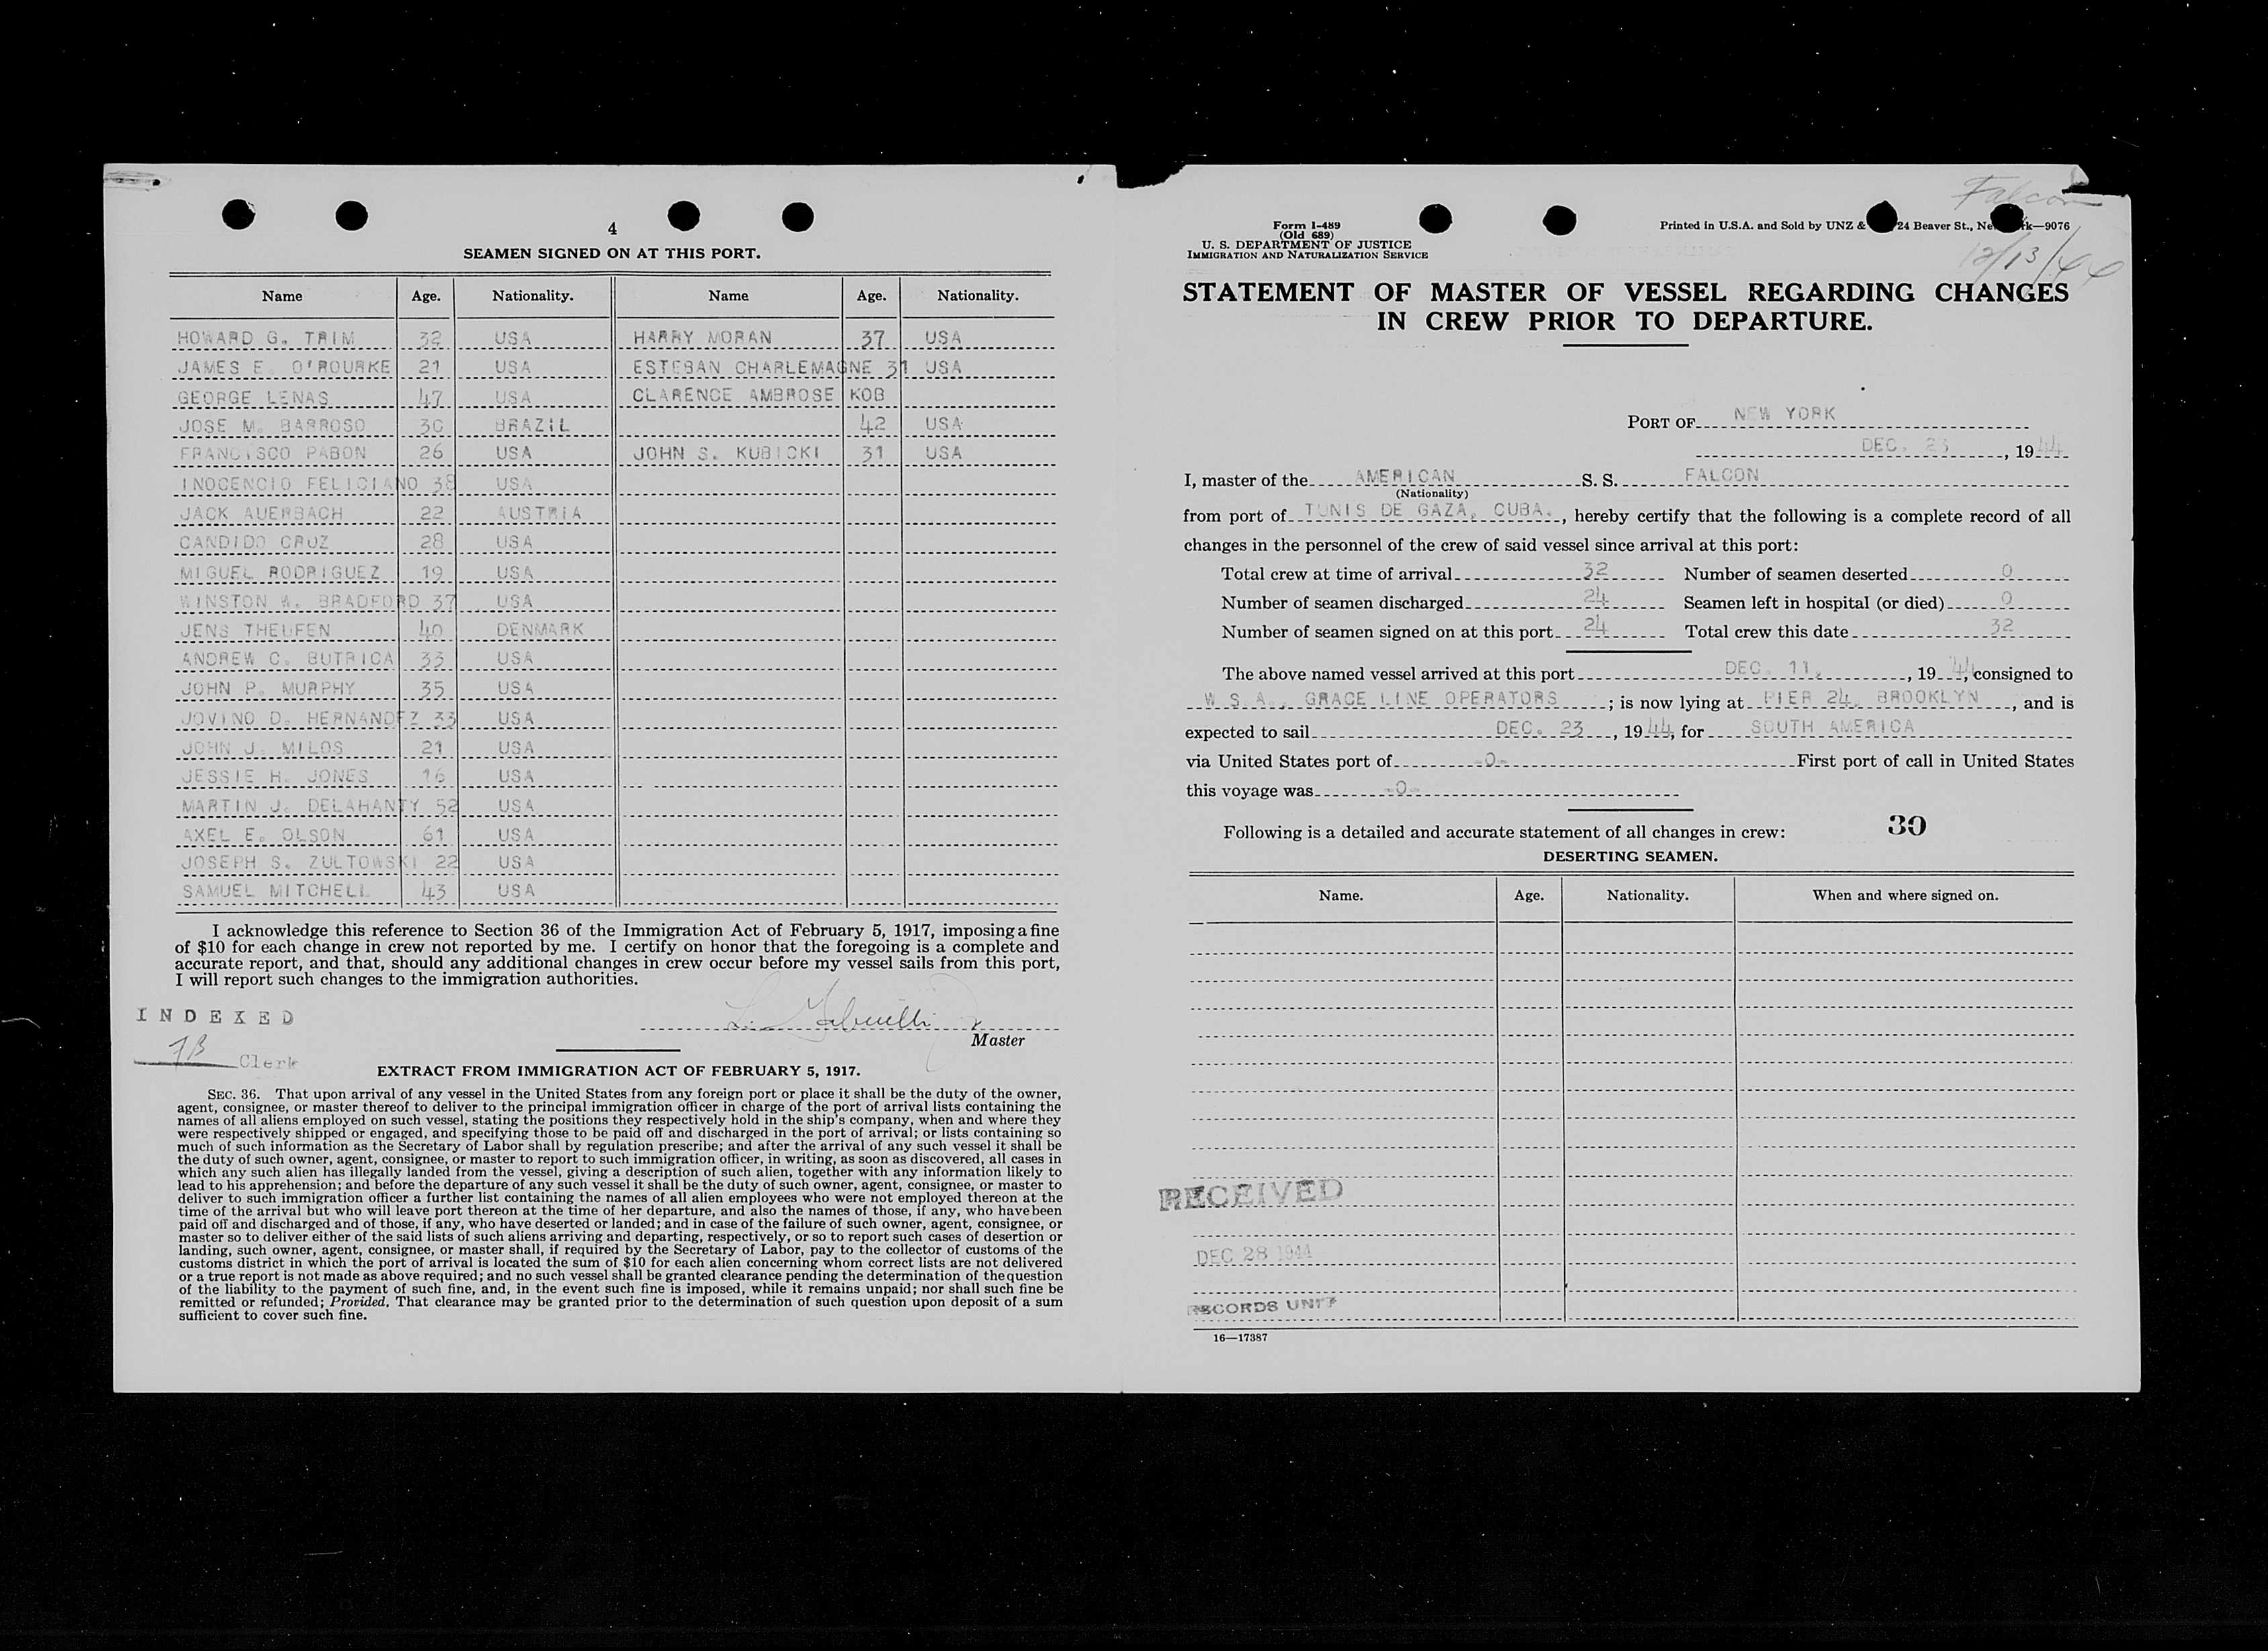 4
SEAMEN SIGNED ON AT THIS PORT.
Name Age. Nationality. Name Age. Nationality.
HOWARD G. TRIM 32 USA HARRY MORAN 37 USA
JAMES E. O'ROURKE 21 USA ESTEBAN CHARLEMAGNE 31 USA
GEORGE LENAS 47 USA CLARENCE AMBROSE KOB
JOSE M. BARROSO 30 BRAZIL 42 USA
FRANCISCO PABON 26 USA JOHN S. KUBICKI 31 USA
INOCENCIO FELICIANO 38 USA
JACK AUERBACH 22 AUSTRIA
CANDIDO CRUZ 28 USA
MIGUEL RODRIGUEZ 19 USA
WINSTON W. BRADFORD 37 USA
JENS THEUFEN 40 DENMARK
ANDREW C. BUTRICA 33 USA
JOHN P. MURPHY 35 USA
JOVINO D. HERNANDEZ 33 USA
JOHN J. MILOS 21 USA
JESSIE H. JONES 16 USA
MARTIN J. DELAHANTY 52 USA
AXEL E. OLSON 61 USA
JOSEPH S. ZULTOWSKI 22 USA
SAMUEL MITCHELL 43 USA
I acknowledge this reference to Section 36 of the Immigration Act of February 5, 1917, imposing a fine
of $10 for each change in crew not reported by me. I certify on honor that the foregoing is a complete and
accurate report, and that, should any additional changes in crew occur before my vessel sails from this port,
I will report such changes to the immigration authorities.
INDEXED
Master
Clerk
EXTRACT FROM IMMIGRATION ACT OF FEBRUARY 5, 1917.
SEC. 36. That upon arrival of any vessel in the United States from any foreign port or place it shall be the duty of the owner,
agent, consignee, or master thereof to deliver to the principal immigration officer in charge of the port of arrival lists containing the
names of all aliens employed on such vessel, stating the positions they respectively hold in the ship's company, when and where they
were respectively shipped or engaged, and specifying those to be paid off and discharged in the port of arrival; or lists containing so
much of such information as the Secretary of Labor shall by regulation prescribe; and after the arrival of any such vessel it shall be
the duty of such owner, agent, consignee, or master to report to such immigration officer, in writing, as soon as discovered, all cases in
which any such alien has illegally landed from the vessel, giving a description of such alien, together with any information likely to
lead to his apprehension; and before the departure of any such vessel it shall be the duty of such owner, agent, consignee, or master to
deliver to such immigration officer a further list containing the names of all alien employees who were not employed thereon at the
time of the arrival but who will leave port thereon at the time of her departure, and also the names of those, if any, who have been
paid off and discharged and of those, if any, who have deserted or landed; and in case of the failure of such owner, agent, consignee, or
master so to deliver either of the said lists of such aliens arriving and departing, respectively, or so to report such cases of desertion or
landing, such owner, agent, consignee, or master shall, if required by the Secretary of Labor, pay to the collector of customs of the
customs district in which the port of arrival is located the sum of $10 for each alien concerning whom correct lists are not delivered
or a true report is not made as above required; and no such vessel shall be granted clearance pending the determination of the question
of the liability to the payment of such fine, and, in the event such fine is imposed, while it remains unpaid; nor shall such fine be
remitted or refunded; Provided, That clearance may be granted prior to the determination of such question upon deposit of a sum
sufficient to cover such fine.
Falcon
12/13/44
Form I-489
(Old 689)
U. S. DEPARTMENT OF JUSTICE
IMMIGRATION AND NATURALIZATION SERVICE
Printed in U.S.A. and Sold by UNZ & 24 Beaver St., Ne k—9076
STATEMENT OF MASTER OF VESSEL REGARDING CHANGES
IN CREW PRIOR TO DEPARTURE.
PORT OF NEW YORK
DEC. 23, 1944
I, master of the AMERICAN S. S. FALCON
(Nationality)
from port of TUNIS DE GAZA, CUBA., hereby certify that the following is a complete record of all
changes in the personnel of the crew of said vessel since arrival at this port:
Total crew at time of arrival 32 Number of seamen deserted 0
Number of seamen discharged 24 Seamen left in hospital (or died) 0
Number of seamen signed on at this port 24 Total crew this date 32
The above named vessel arrived at this port DEC. 11, 1944, consigned to
W.S.A., GRACE LINE OPERATORS; is now lying at PIER 24, BROOKLYN, and is
expected to sail DEC. 23, 1944, for SOUTH AMERICA
via United States port of -0- First port of call in United States
this voyage was -0-
Following is a detailed and accurate statement of all changes in crew: 30
DESERTING SEAMEN.
Name. Age. Nationality. When and where signed on.
RECEIVED
DEC 28 1944
RECORDS UNIT
16—17387